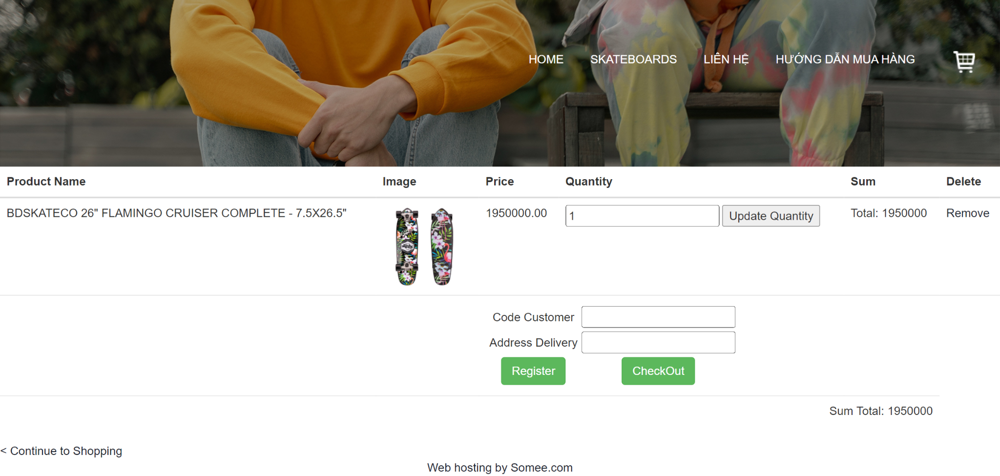 HOME SKATEBOARDS LIÊN HỆ HƯỚNG DẪN MUA HÀNG
Product Name Image Price Quantity Sum Delete
BDSKATECO 26" FLAMINGO CRUISER COMPLETE - 7.5X26.5" 1950000.00 1 Update Quantity Total: 1950000 Remove
Code Customer
Address Delivery
Register CheckOut
Sum Total: 1950000
< Continue to Shopping
Web hosting by Somee.com